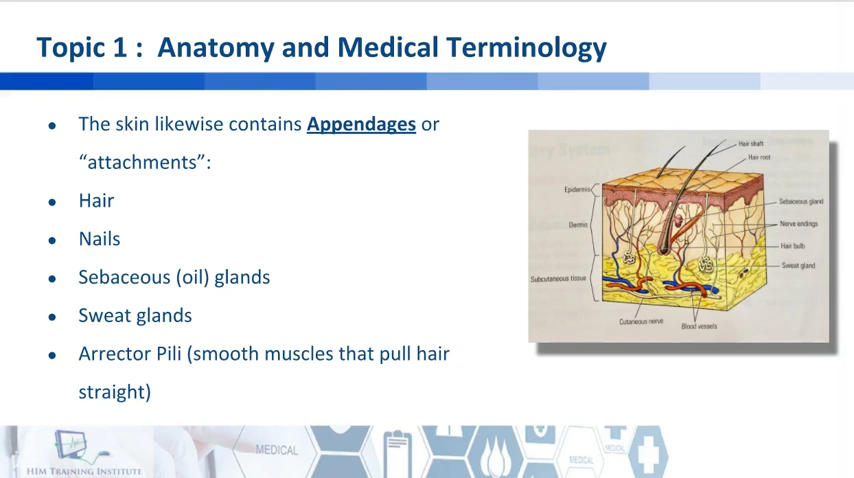 Topic 1 : Anatomy and Medical Terminology
● The skin likewise contains Appendages or
“attachments”:
● Hair
● Nails
● Sebaceous (oil) glands
● Sweat glands
● Arrector Pili (smooth muscles that pull hair
straight)
Hair shaft
Hair root
Epidermis
Sebaceous gland
Dermis
Nerve endings
Hair bulb
Sweat gland
Subcutaneous tissue
Cutaneous nerve
Blood vessels
MEDICAL
MEDICAL
MEDICAL
HIM TRAINING INSTITUTE